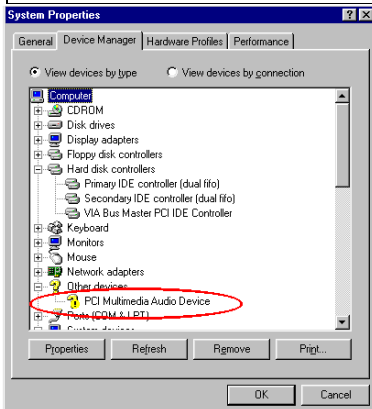 System Properties
General Device Manager Hardware Profiles Performance
View devices by type View devices by connection
Computer
CDROM
Disk drives
Display adapters
Floppy disk controllers
Hard disk controllers
Primary IDE controller (dual fifo)
Secondary IDE controller (dual fifo)
VIA Bus Master PCI IDE Controller
Keyboard
Monitors
Mouse
Network adapters
Other devices
PCI Multimedia Audio Device
Ports (COM & LPT)
System devices
Properties Refresh Remove Print...
OK Cancel